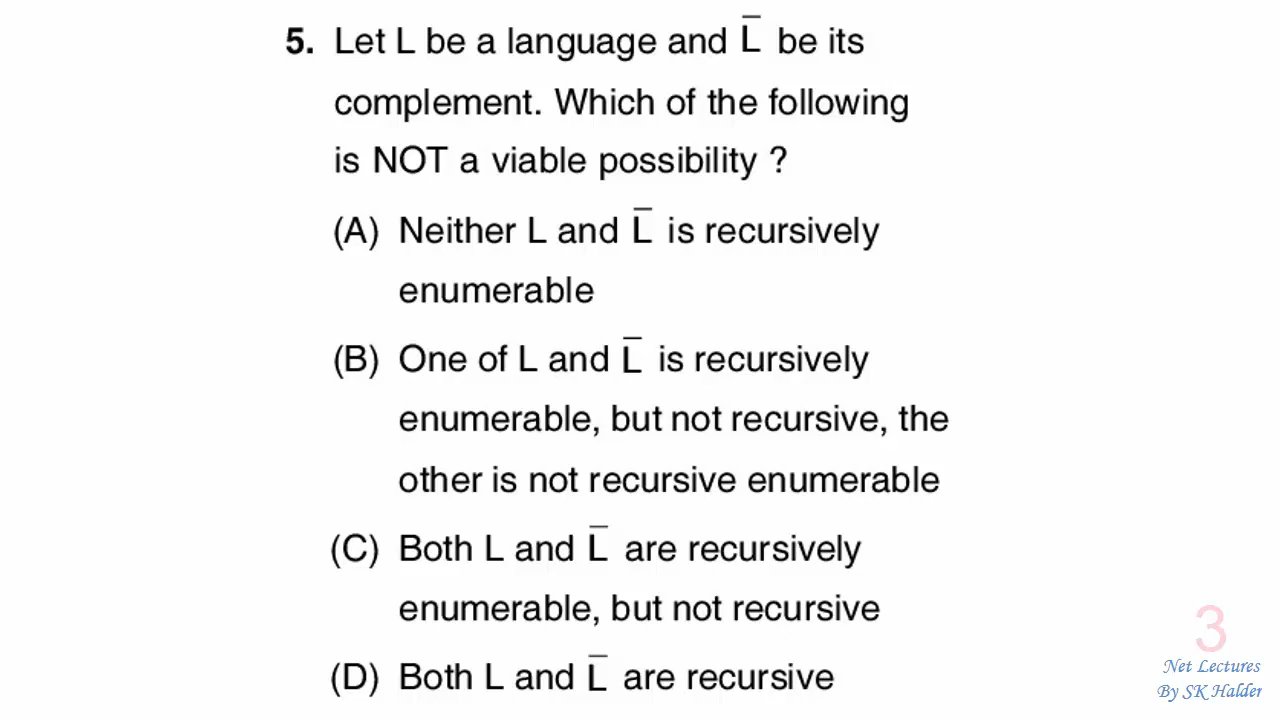 5. Let L be a language and L̅ be its
complement. Which of the following
is NOT a viable possibility ?
(A) Neither L and L̅ is recursively
enumerable
(B) One of L and L̅ is recursively
enumerable, but not recursive, the
other is not recursive enumerable
(C) Both L and L̅ are recursively
enumerable, but not recursive
(D) Both L and L̅ are recursive
3
Net Lectures
By SK Halder